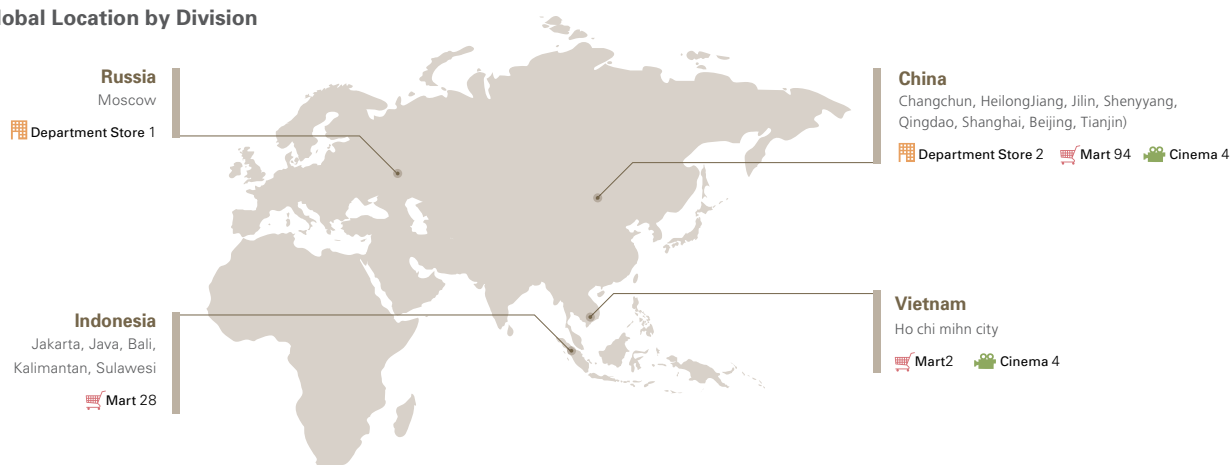 lobal Location by Division
Russia
Moscow
Department Store 1
China
Changchun, HeilongJiang, Jilin, Shenyyang,
Qingdao, Shanghai, Beijing, Tianjin)
Department Store 2 Mart 94 Cinema 4
Indonesia
Jakarta, Java, Bali,
Kalimantan, Sulawesi
Mart 28
Vietnam
Ho chi mihn city
Mart2 Cinema 4